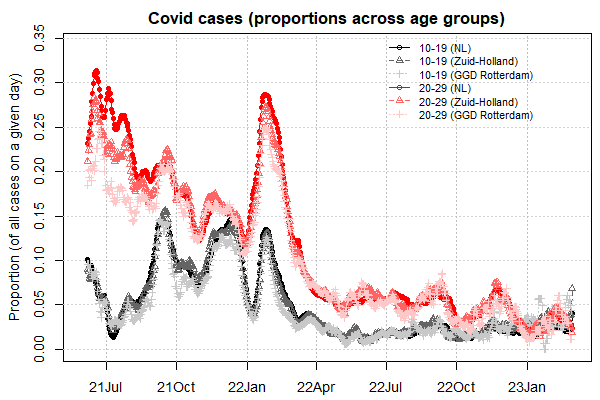 Covid cases (proportions across age groups)
Proportion (of all cases on a given day)
0.35
0.30
0.25
0.20
0.15
0.10
0.05
0.00
10-19 (NL)
10-19 (Zuid-Holland)
10-19 (GGD Rotterdam)
20-29 (NL)
20-29 (Zuid-Holland)
20-29 (GGD Rotterdam)
21Jul 21Oct 22Jan 22Apr 22Jul 22Oct 23Jan